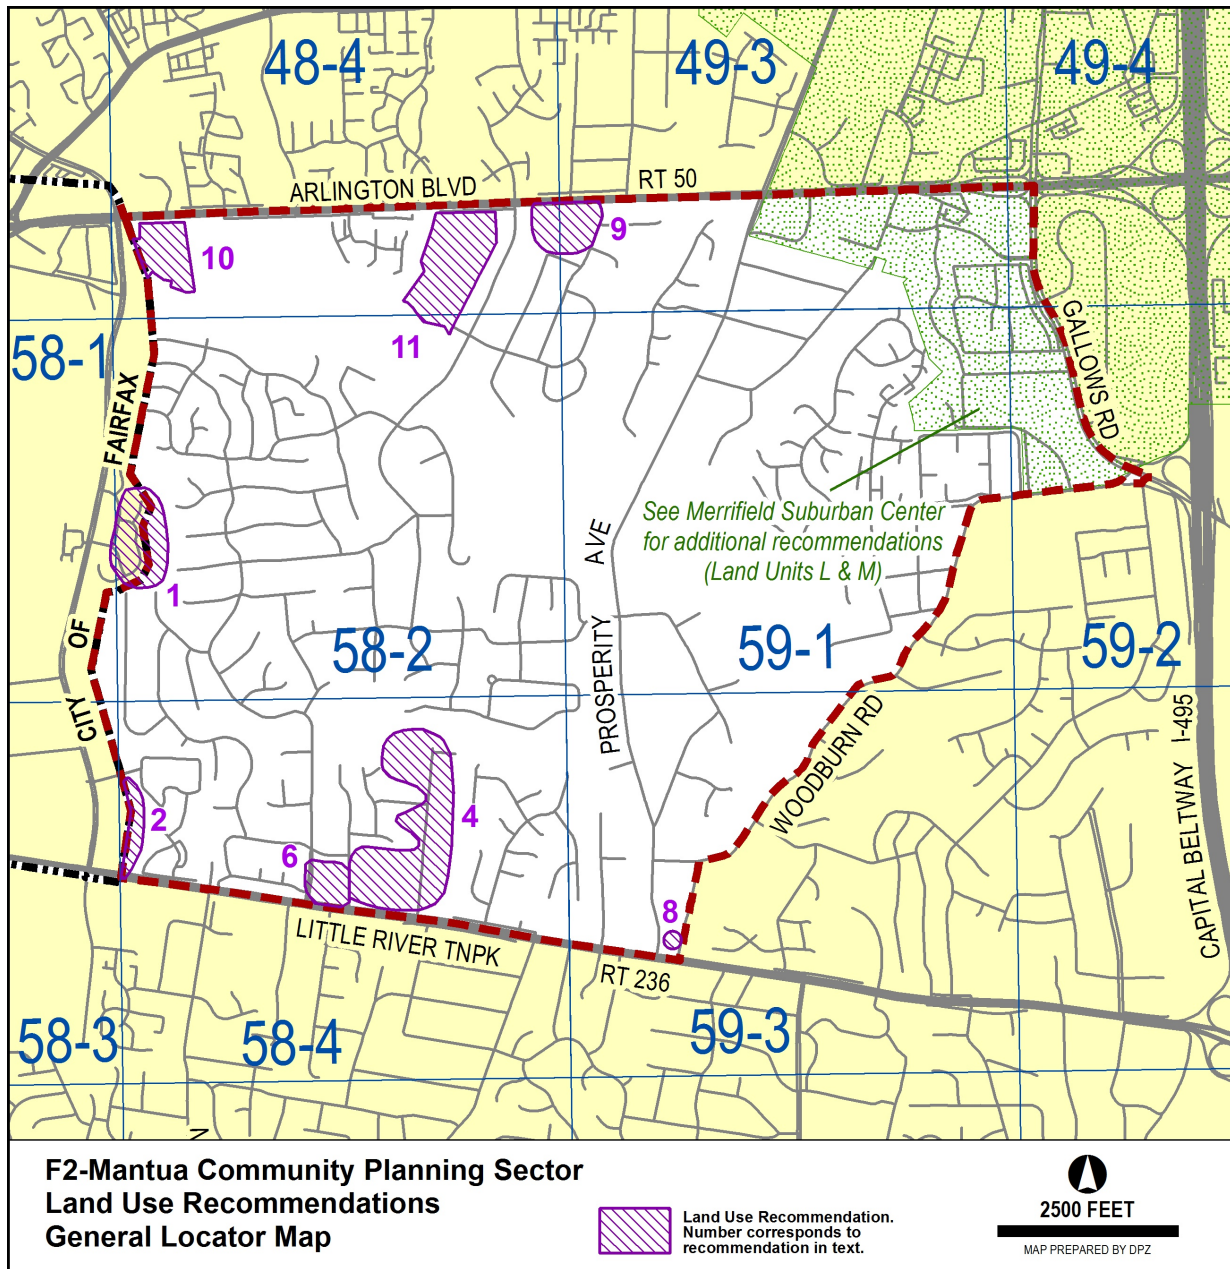 48-4
49-3
49-4
ARLINGTON BLVD
RT 50
10
9
11
58-1
GALLOWS RD
FAIRFAX
See Merrifield Suburban Center
for additional recommendations
(Land Units L & M)
1
AVE
OF
58-2
59-1
59-2
PROSPERITY
CITY
WOODBURN RD
CAPITAL BELTWAY I-495
2
4
6
8
LITTLE RIVER TNPK
RT 236
58-3
58-4
59-3
N
F2-Mantua Community Planning Sector
Land Use Recommendations
General Locator Map
Land Use Recommendation.
Number corresponds to
recommendation in text.
2500 FEET
MAP PREPARED BY DPZ